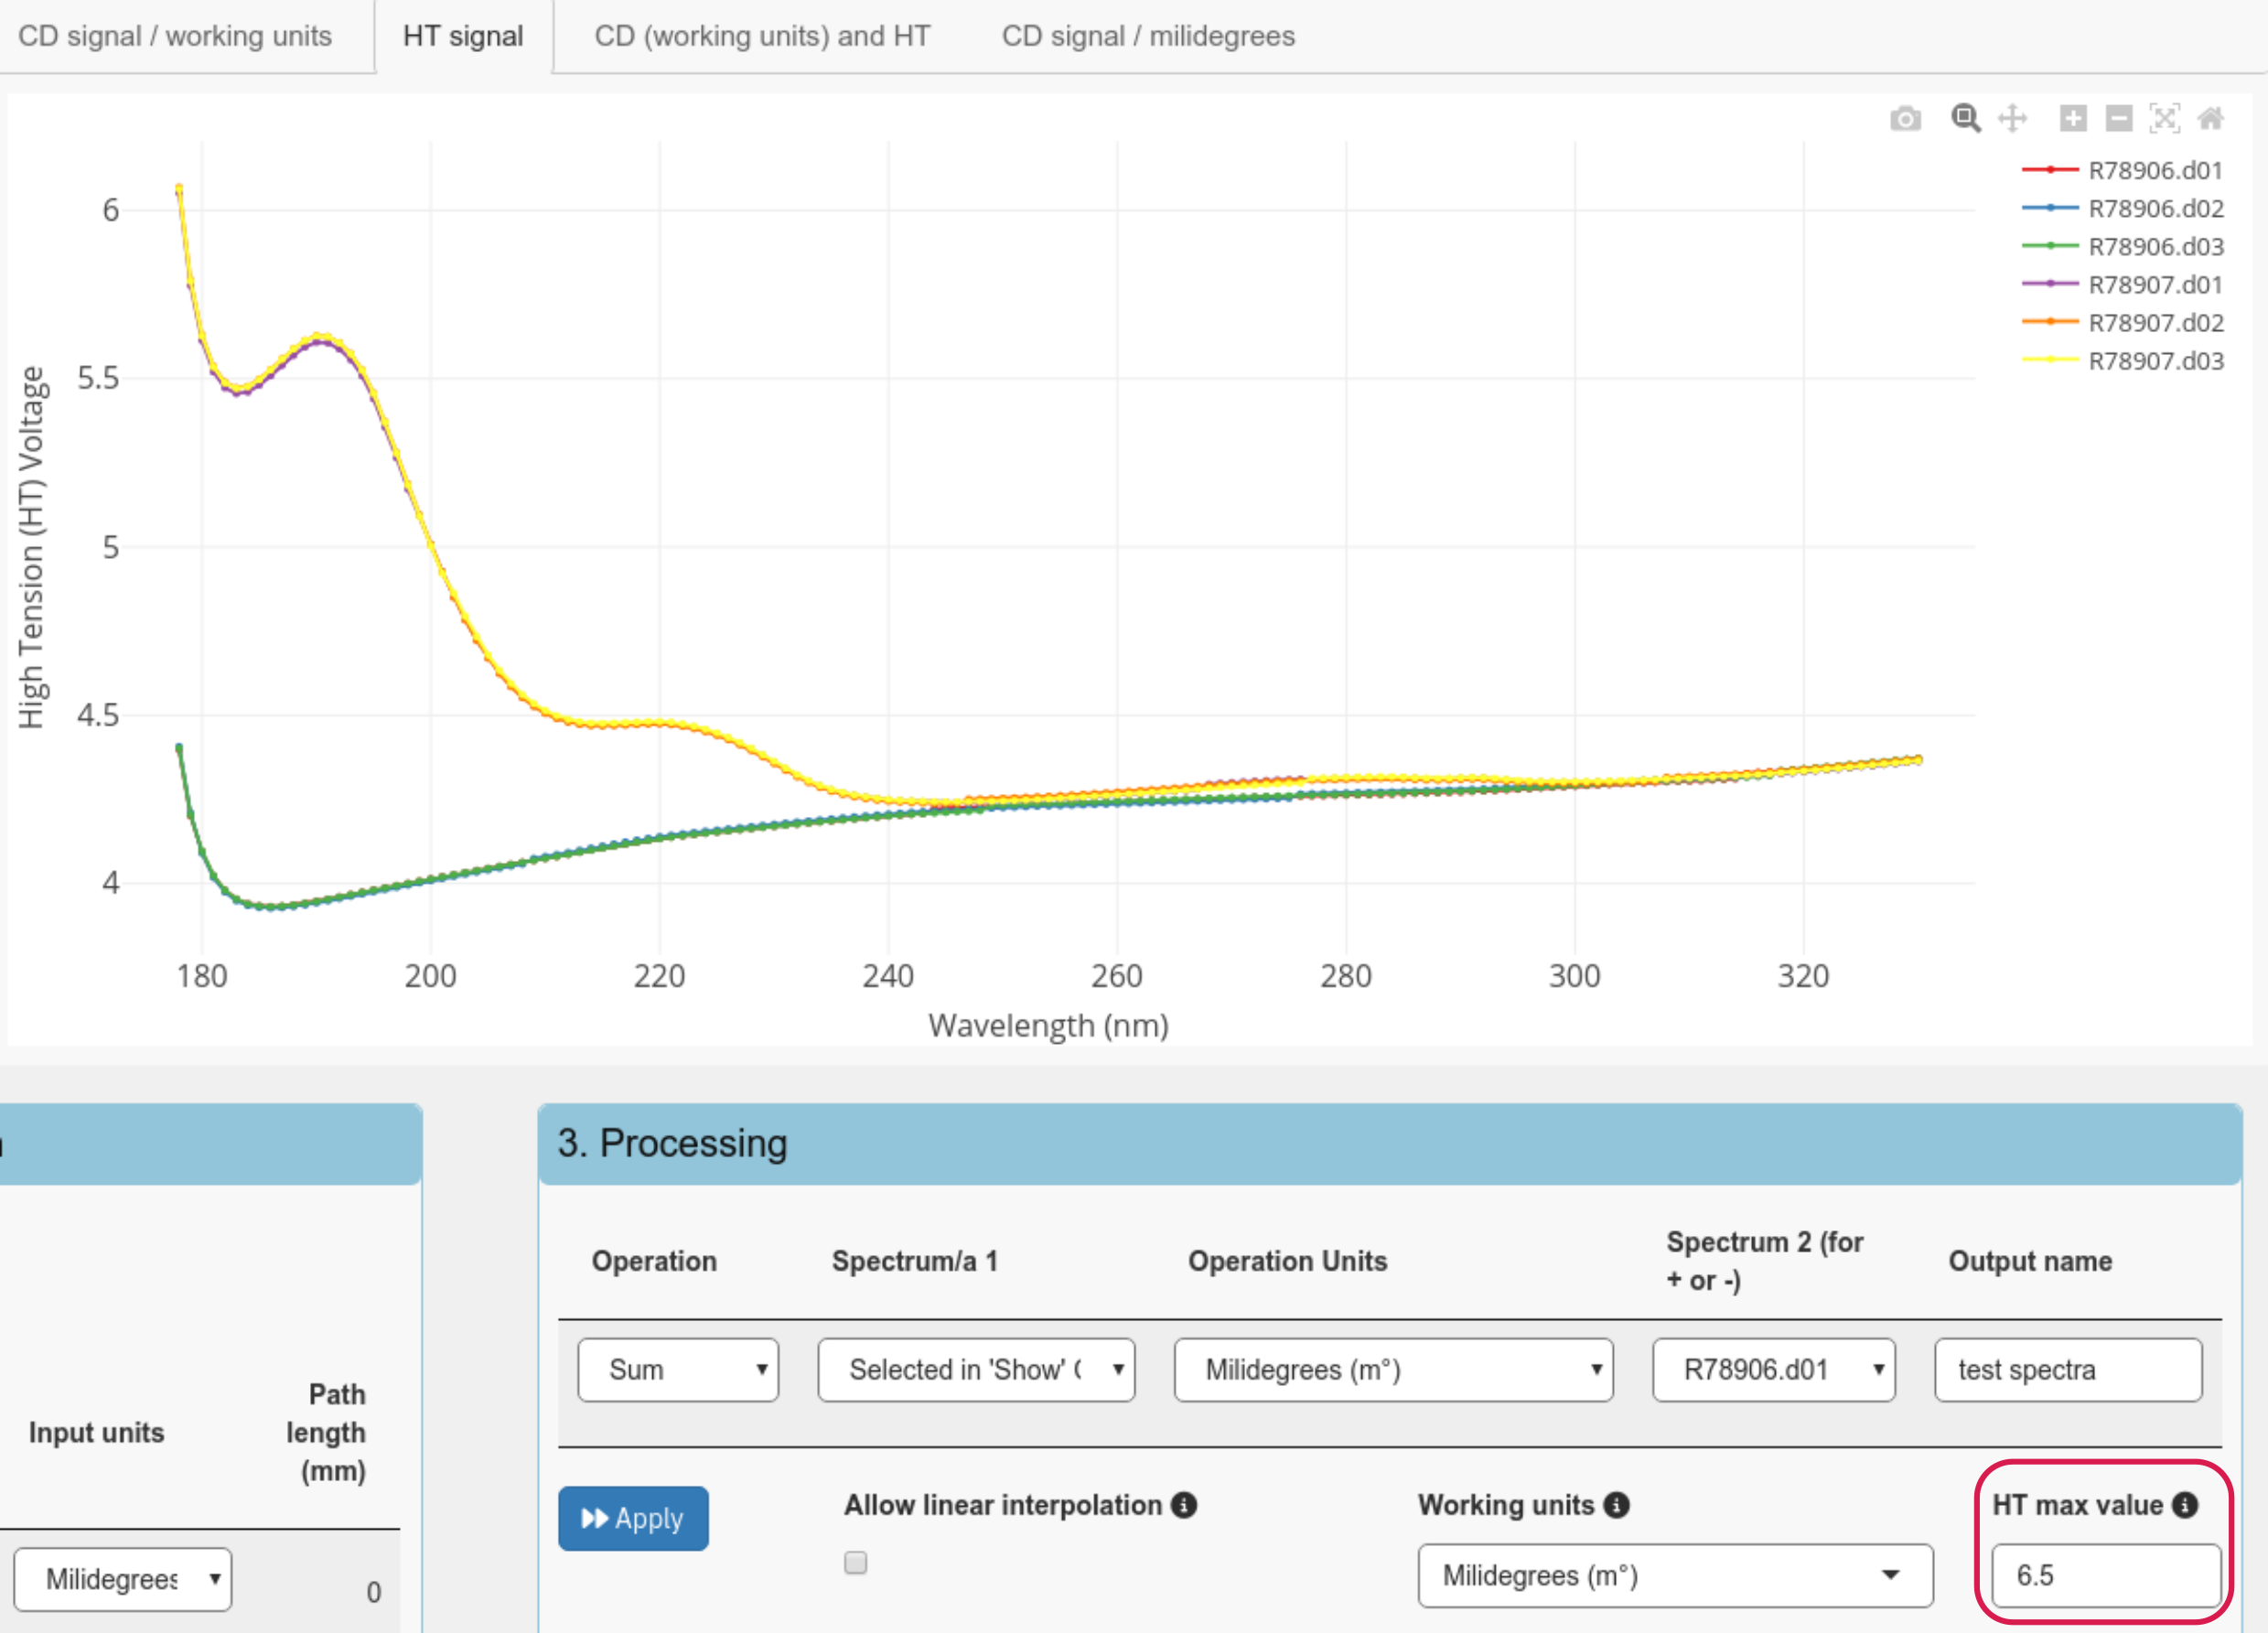 CD signal / working units
HT signal
CD (working units) and HT
CD signal / milidegrees
R78906.d01
R78906.d02
R78906.d03
R78907.d01
R78907.d02
R78907.d03
High Tension (HT) Voltage
6
5.5
5
4.5
4
180
200
220
240
260
280
300
320
Wavelength (nm)
Input units
Path
length
(mm)
Milidegrees
0
3. Processing
Operation
Spectrum/a 1
Operation Units
Spectrum 2 (for
+ or -)
Output name
Sum
Selected in 'Show' (
Milidegrees (m°)
R78906.d01
test spectra
Apply
Allow linear interpolation
Working units
Milidegrees (m°)
HT max value
6.5